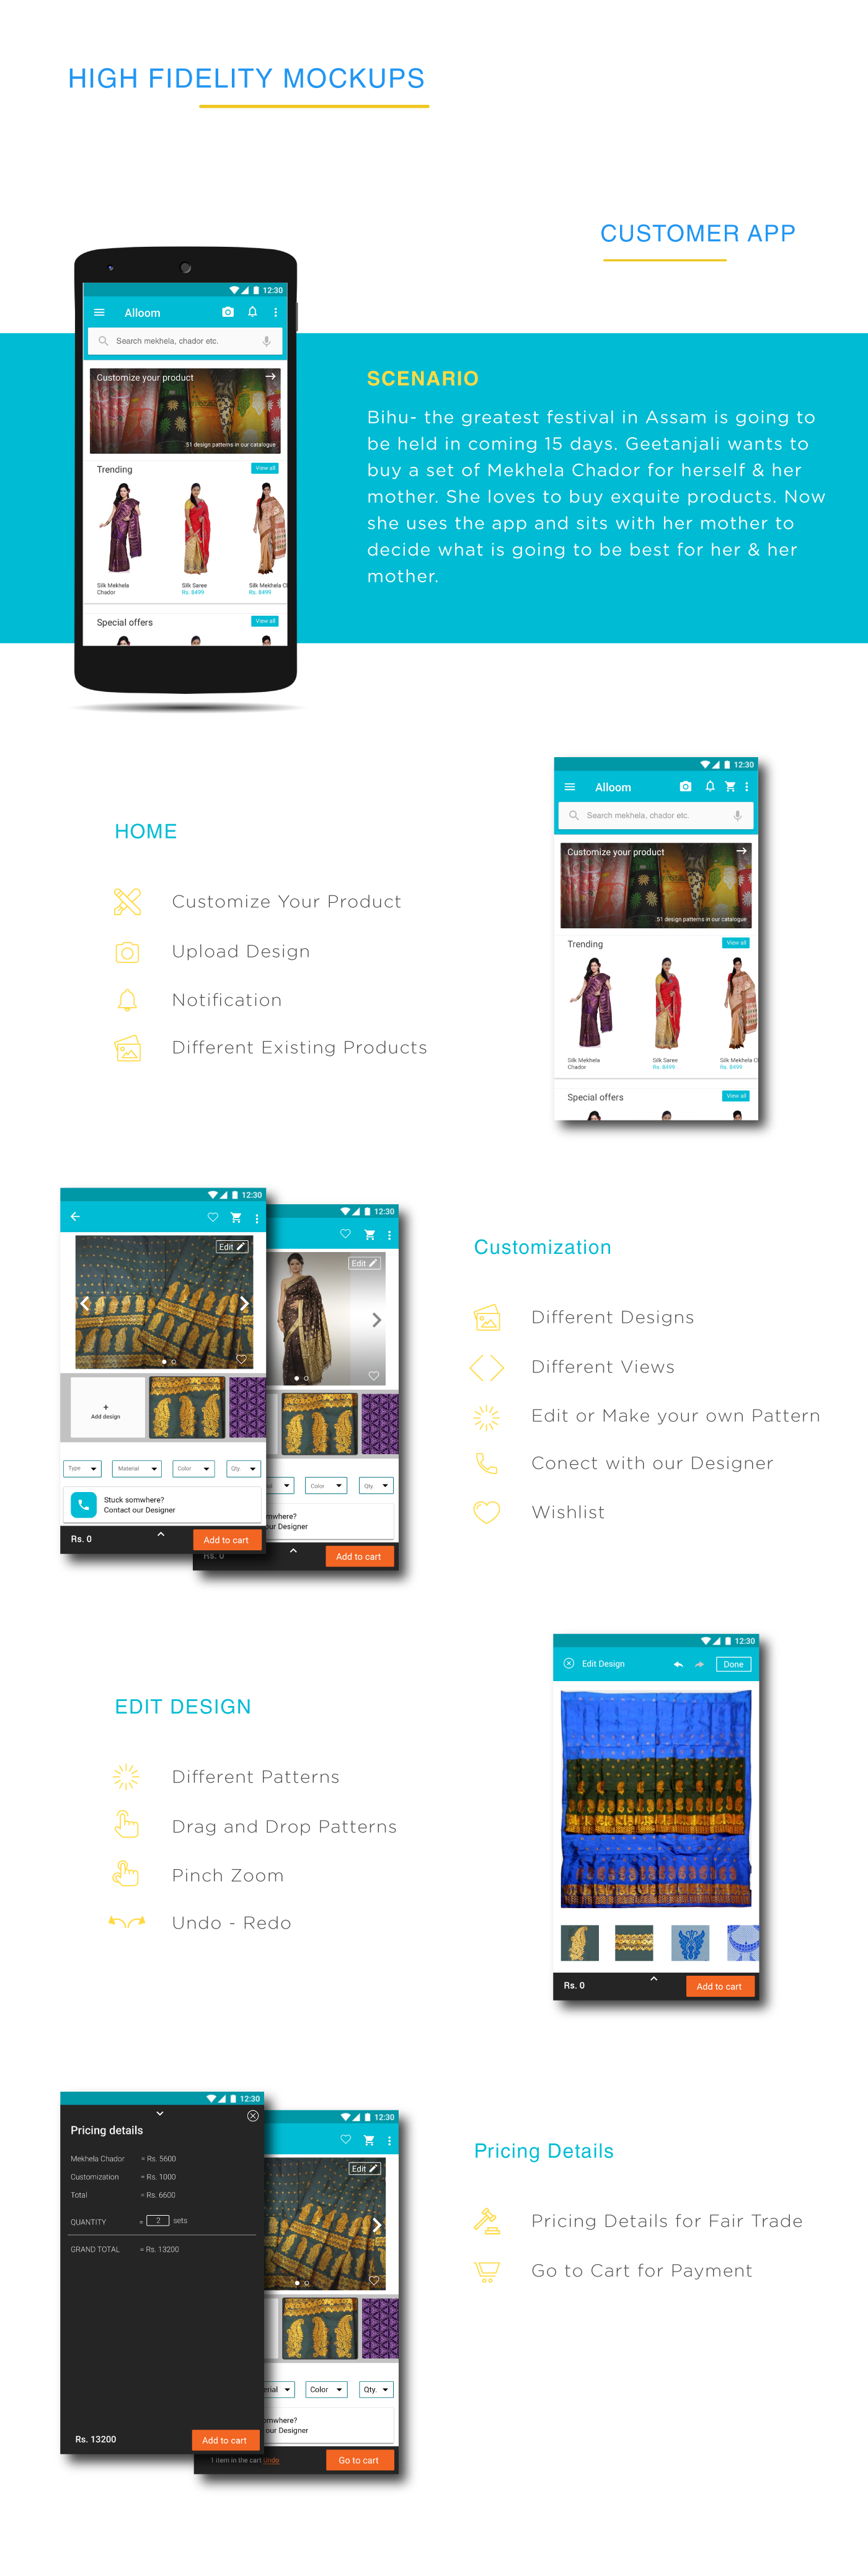 HIGH FIDELITY MOCKUPS
CUSTOMER APP
12:30
Alloom
Search mekhela, chador etc.
Customize your product
51 design patterns in our catalogue
Trending
View all
Silk Mekhela
Chador
Silk Saree
Rs. 8499
Silk Mekhela C
Rs. 8499
Special offers
View all
SCENARIO
Bihu- the greatest festival in Assam is going to
be held in coming 15 days. Geetanjali wants to
buy a set of Mekhela Chador for herself & her
mother. She loves to buy exquite products. Now
she uses the app and sits with her mother to
decide what is going to be best for her & her
mother.
HOME
Customize Your Product
Upload Design
Notification
Different Existing Products
12:30
Alloom
Search mekhela, chador etc.
Customize your product
51 design patterns in our catalogue
Trending
View all
Silk Mekhela
Chador
Silk Saree
Rs. 8499
Silk Mekhela C
Rs. 8499
Special offers
View all
12:30
Edit
+
Add design
Type
Material
Color
Qty.
Stuck somwhere?
Contact our Designer
Rs. 0
Add to cart
12:30
Edit
Color
Qty.
mwhere?
our Designer
Rs. 0
Add to cart
Customization
Different Designs
Different Views
Edit or Make your own Pattern
Conect with our Designer
Wishlist
EDIT DESIGN
Different Patterns
Drag and Drop Patterns
Pinch Zoom
Undo - Redo
12:30
Edit Design
Done
Rs. 0
Add to cart
12:30
Pricing details
Mekhela Chador = Rs. 5600
Customization = Rs. 1000
Total = Rs. 6600
QUANTITY = 2 sets
GRAND TOTAL = Rs. 13200
Rs. 13200
Add to cart
12:30
Edit
erial
Color
Qty.
omwhere?
our Designer
1 item in the cart Undo
Go to cart
Pricing Details
Pricing Details for Fair Trade
Go to Cart for Payment